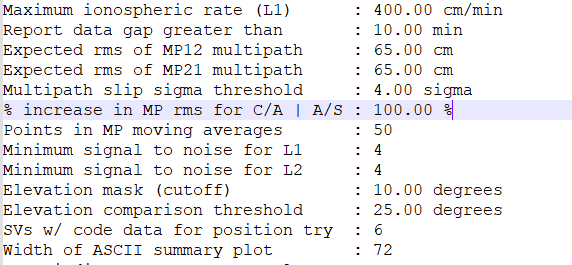 Maximum ionospheric rate (L1) : 400.00 cm/min
Report data gap greater than : 10.00 min
Expected rms of MP12 multipath : 65.00 cm
Expected rms of MP21 multipath : 65.00 cm
Multipath slip sigma threshold : 4.00 sigma
% increase in MP rms for C/A | A/S : 100.00 %
Points in MP moving averages : 50
Minimum signal to noise for L1 : 4
Minimum signal to noise for L2 : 4
Elevation mask (cutoff) : 10.00 degrees
Elevation comparison threshold : 25.00 degrees
SVs w/ code data for position try : 6
Width of ASCII summary plot : 72